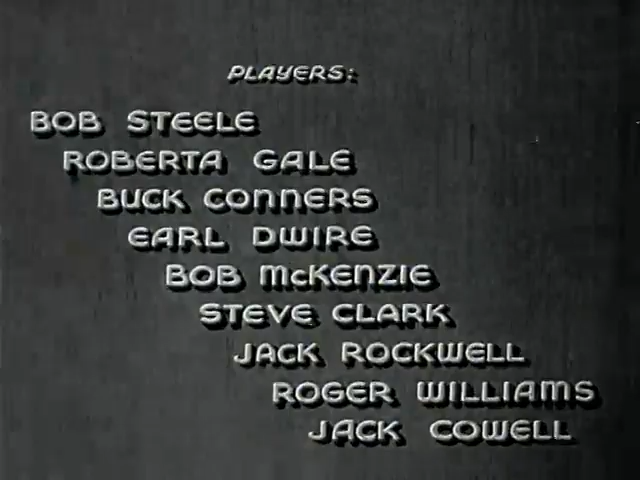 PLAYERS:
BOB STEELE
ROBERTA GALE
BUCK CONNERS
EARL DWIRE
BOB McKENZIE
STEVE CLARK
JACK ROCKWELL
ROGER WILLIAMS
JACK COWELL